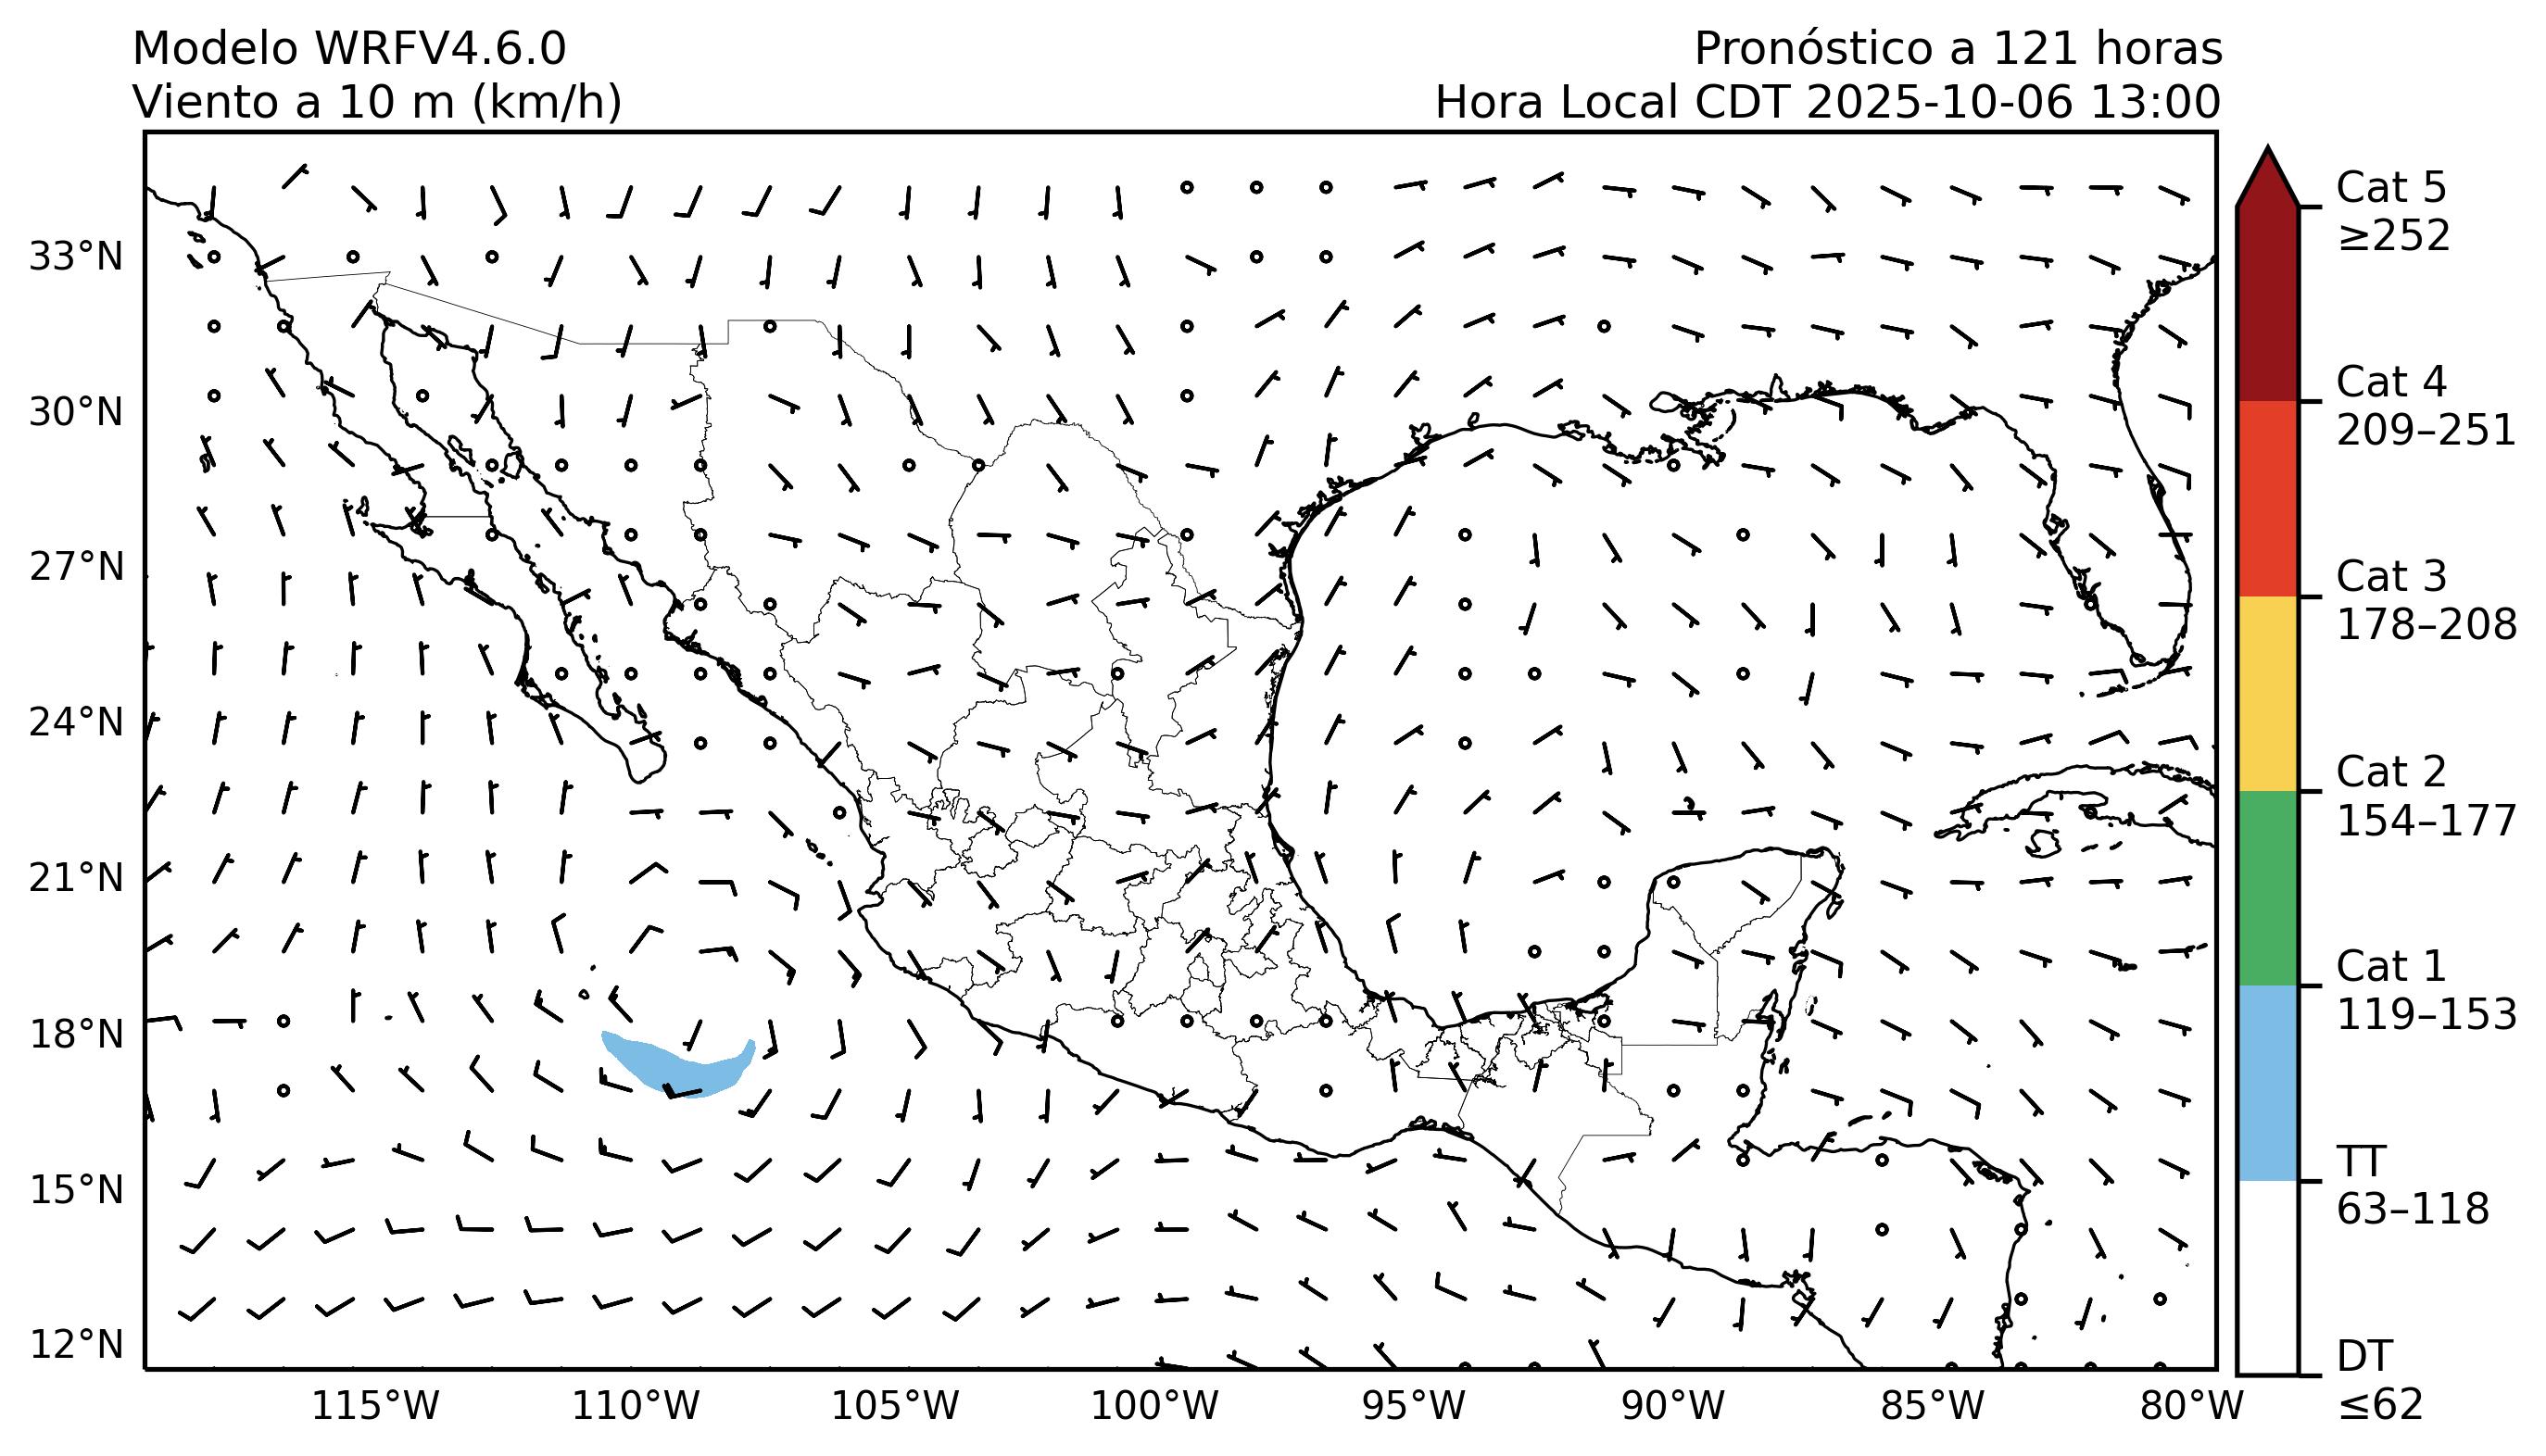 Modelo WRFV4.6.0
Viento a 10 m (km/h)
Pronóstico a 121 horas
Hora Local CDT 2025-10-06 13:00
33°N
30°N
27°N
24°N
21°N
18°N
15°N
12°N
115°W
110°W
105°W
100°W
95°W
90°W
85°W
80°W
Cat 5
≥252
Cat 4
209–251
Cat 3
178–208
Cat 2
154–177
Cat 1
119–153
TT
63–118
DT
≤62